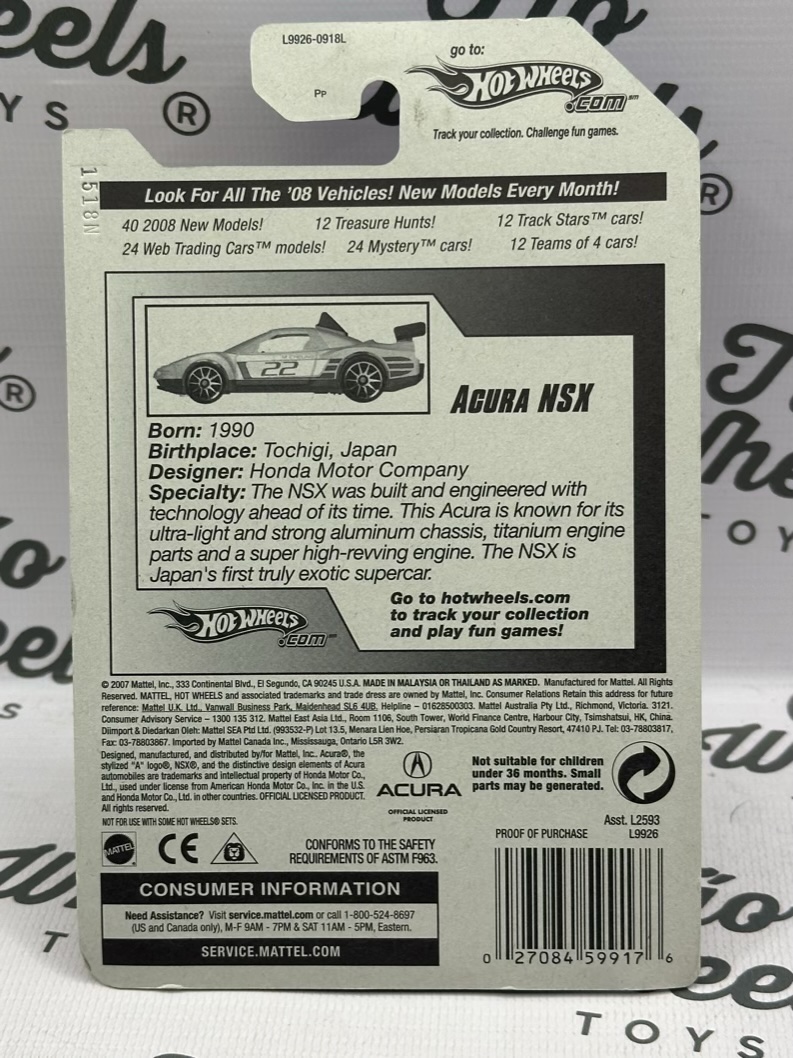 eels
YS ®
L9926-0918L
PP
go to:
HOT WHEELS
.COM℠
Track your collection. Challenge fun games.
1518N
Look For All The '08 Vehicles! New Models Every Month!
40 2008 New Models! 12 Treasure Hunts! 12 Track Stars™ cars!
24 Web Trading Cars™ models! 24 Mystery™ cars! 12 Teams of 4 cars!
22
ACURA NSX
Born: 1990
Birthplace: Tochigi, Japan
Designer: Honda Motor Company
Specialty: The NSX was built and engineered with
technology ahead of its time. This Acura is known for its
ultra-light and strong aluminum chassis, titanium engine
parts and a super high-revving engine. The NSX is
Japan's first truly exotic supercar.
HOT WHEELS
.COM℠
Go to hotwheels.com
to track your collection
and play fun games!
© 2007 Mattel, Inc., 333 Continental Blvd., El Segundo, CA 90245 U.S.A. MADE IN MALAYSIA OR THAILAND AS MARKED. Manufactured for Mattel. All Rights
Reserved. MATTEL, HOT WHEELS and associated trademarks and trade dress are owned by Mattel, Inc. Consumer Relations Retain this address for future
reference: Mattel U.K. Ltd., Vanwall Business Park, Maidenhead SL6 4UB. Helpline – 01628500303. Mattel Australia Pty Ltd., Richmond, Victoria. 3121.
Consumer Advisory Service – 1300 135 312. Mattel East Asia Ltd., Room 1106, South Tower, World Finance Centre, Harbour City, Tsimshatsui, HK, China.
Diimport & Diedarkan Oleh: Mattel SEA Ptd Ltd. (993532-P) Lot 13.5, Menara Lien Hoe, Persiaran Tropicana Golf Country Resort, 47410 PJ. Tel: 03-78803817,
Fax: 03-78803867. Imported by Mattel Canada Inc., Mississauga, Ontario L5R 3W2.
Designed, manufactured, and distributed by/for Mattel, Inc.. Acura®, the
stylized "A" logo®, NSX®, and the distinctive design elements of Acura
automobiles are trademarks and intellectual property of Honda Motor Co.,
Ltd., used under license from American Honda Motor Co., Inc. in the U.S.
and Honda Motor Co., Ltd. in other countries. OFFICIAL LICENSED PRODUCT.
All rights reserved.
ACURA
OFFICIAL LICENSED
PRODUCT
Not suitable for children
under 36 months. Small
parts may be generated.
NOT FOR USE WITH SOME HOT WHEELS® SETS.
Asst. L2593
PROOF OF PURCHASE L9926
MATTEL
CE
CONFORMS TO THE SAFETY
REQUIREMENTS OF ASTM F963.
CONSUMER INFORMATION
Need Assistance? Visit service.mattel.com or call 1-800-524-8697
(US and Canada only), M-F 9AM - 7PM & SAT 11AM - 5PM, Eastern.
SERVICE.MATTEL.COM
0 27084 59917 6
TOYS